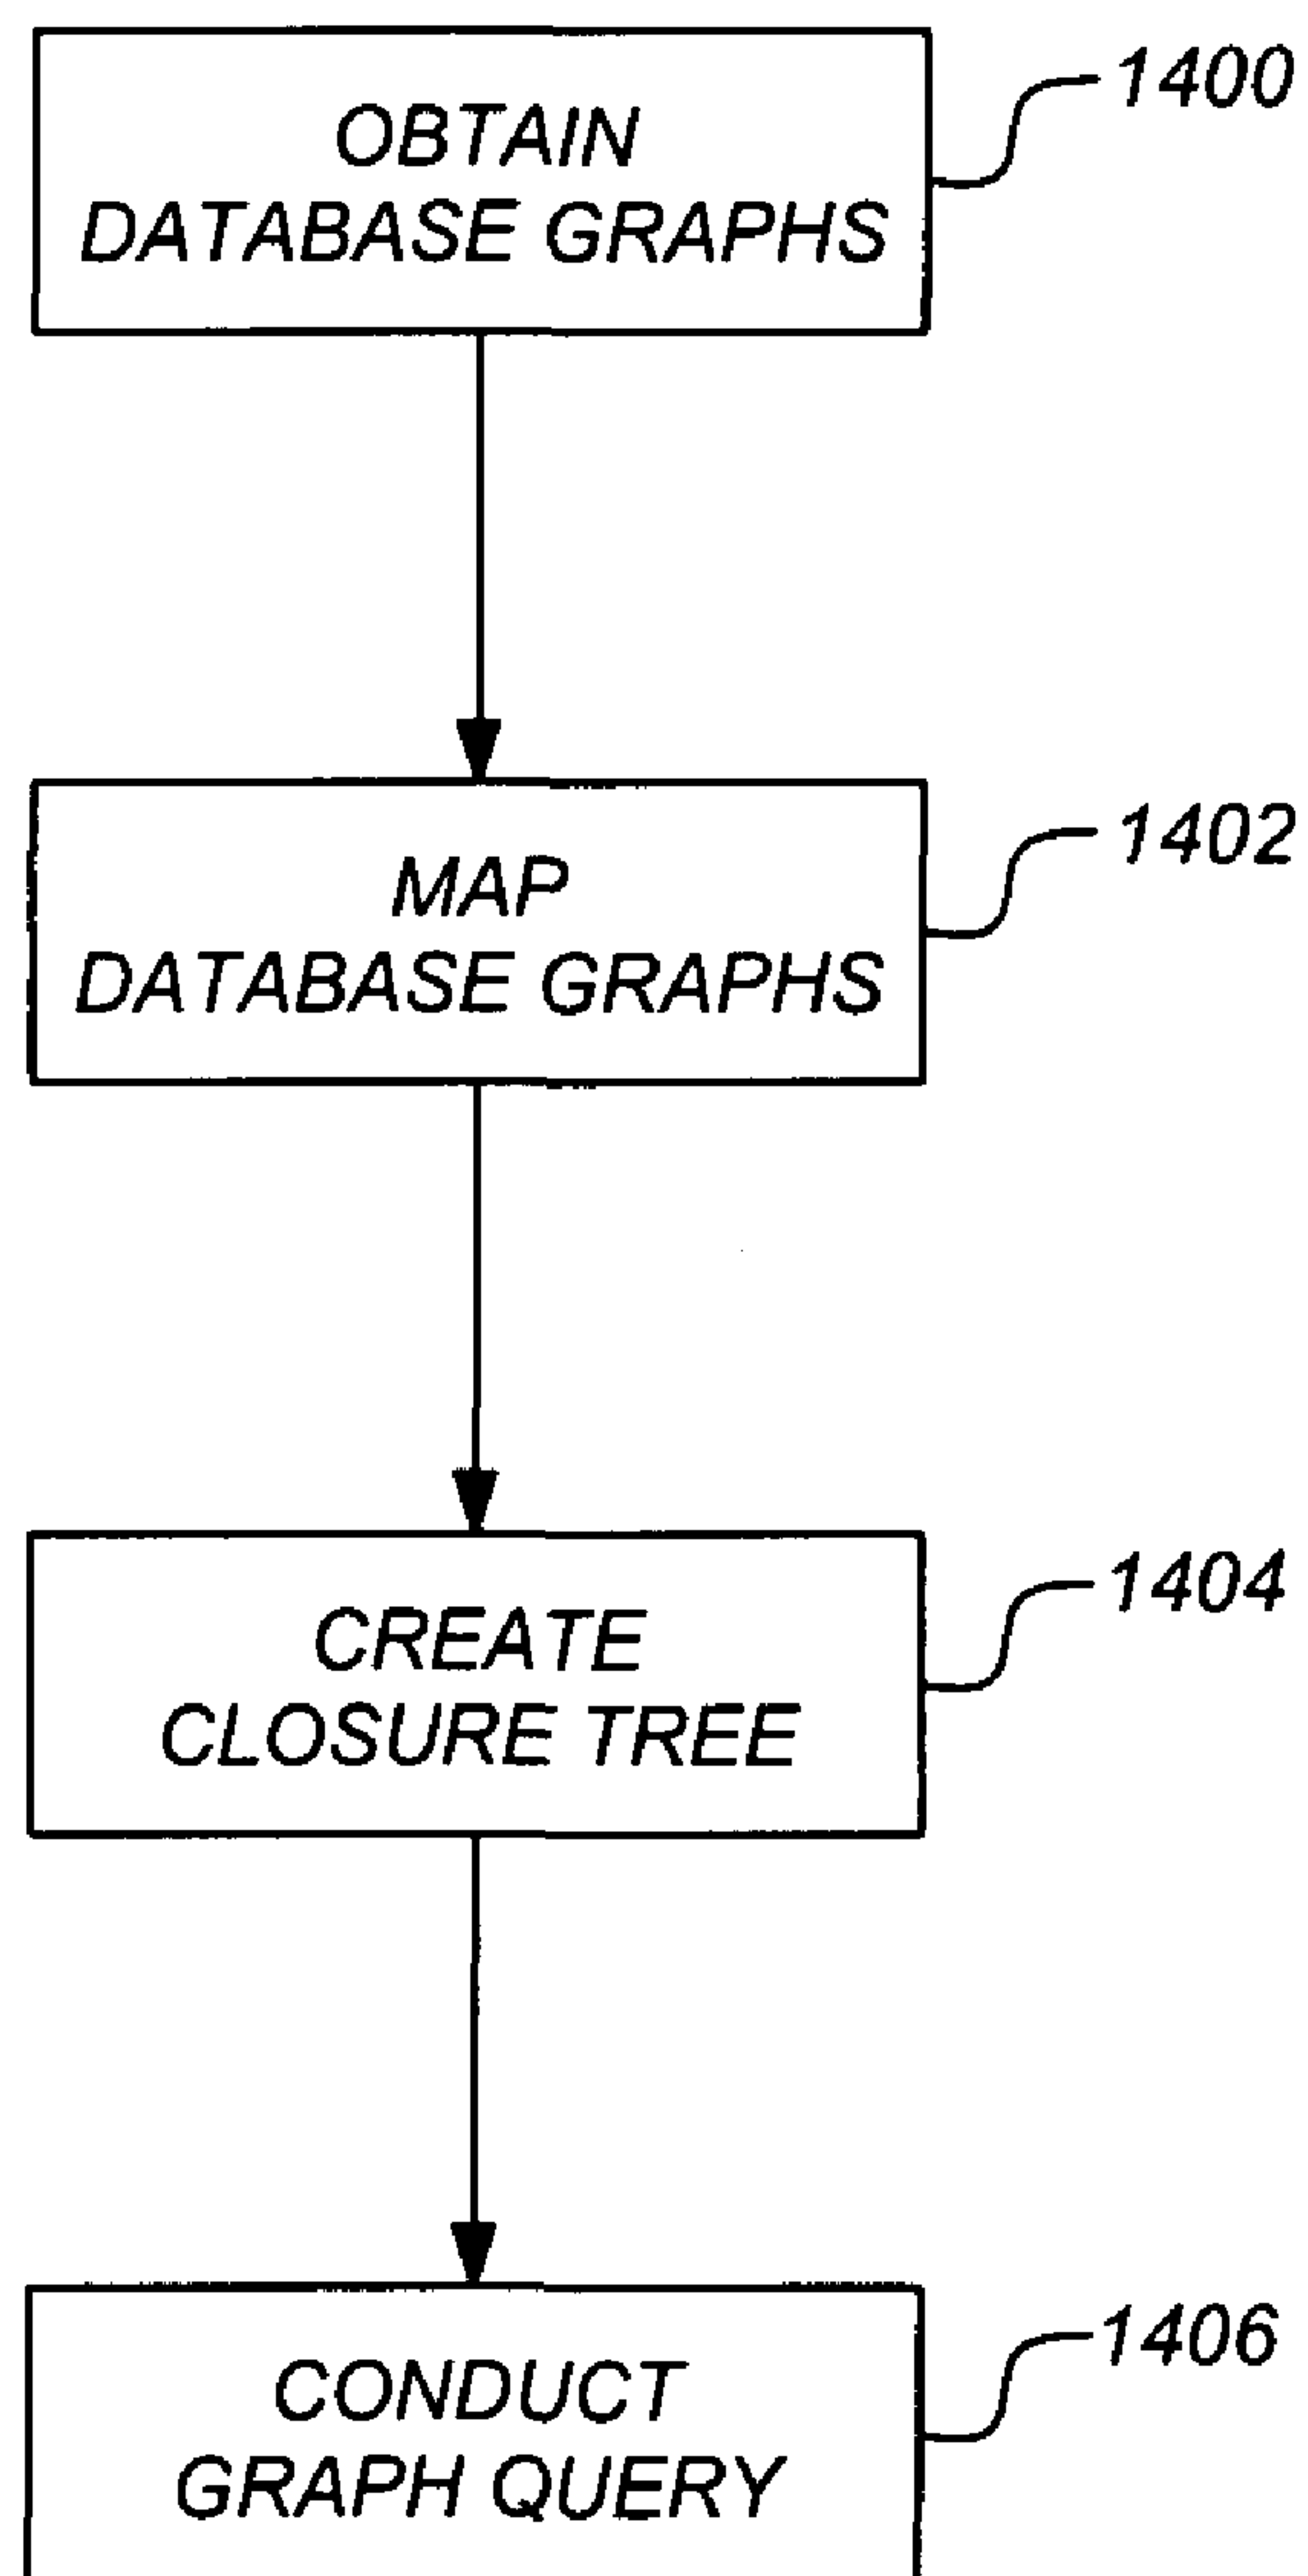 OBTAIN
DATABASE GRAPHS
1400
MAP
DATABASE GRAPHS
1402
CREATE
CLOSURE TREE
1404
CONDUCT
GRAPH QUERY
1406